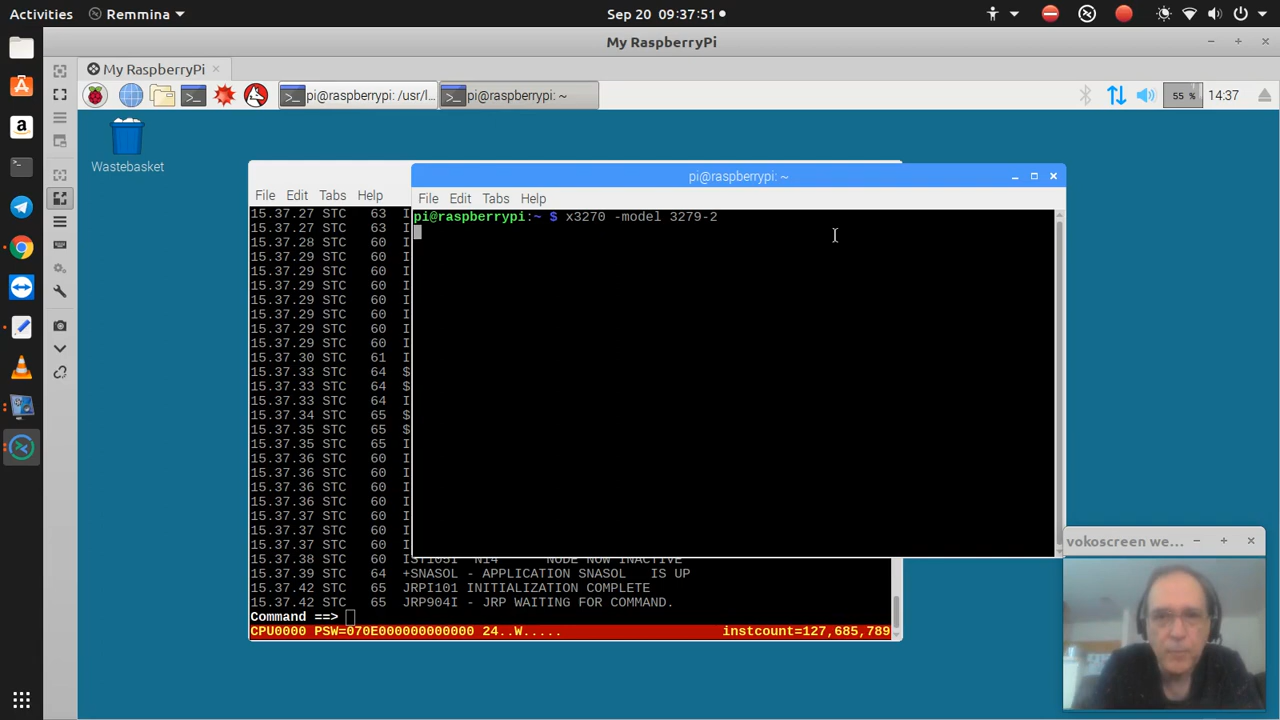 Activities
Remmina
Sep 20 09:37:51
My RaspberryPi
My RaspberryPi
pi@raspberrypi: /usr/l...
pi@raspberrypi: ~
55 %
14:37
Wastebasket
pi@raspberrypi: ~
File Edit Tabs Help
File Edit Tabs Help
pi@raspberrypi:~ $ x3270 -model 3279-2
15.37.27 STC 63 I
15.37.27 STC 63 I
15.37.28 STC 60 I
15.37.29 STC 60 I
15.37.29 STC 60 I
15.37.29 STC 60 I
15.37.29 STC 60 I
15.37.29 STC 60 I
15.37.29 STC 60 I
15.37.29 STC 60 I
15.37.30 STC 61 I
15.37.33 STC 64 $
15.37.33 STC 64 $
15.37.33 STC 64 I
15.37.34 STC 65 $
15.37.35 STC 65 $
15.37.35 STC 65 I
15.37.36 STC 60 I
15.37.36 STC 60 I
15.37.36 STC 60 I
15.37.36 STC 60 I
15.37.37 STC 60 I
15.37.37 STC 60 I
15.37.37 STC 60 I
15.37.38 STC 60 IST105I N14 NODE NOW INACTIVE
15.37.39 STC 64 +SNASOL - APPLICATION SNASOL IS UP
15.37.42 STC 65 JRPI101 INITIALIZATION COMPLETE
15.37.42 STC 65 JRP904I - JRP WAITING FOR COMMAND.
Command ==>
CPU0000 PSW=070E000000000000 24..W..... instcount=127,685,789
vokoscreen we...